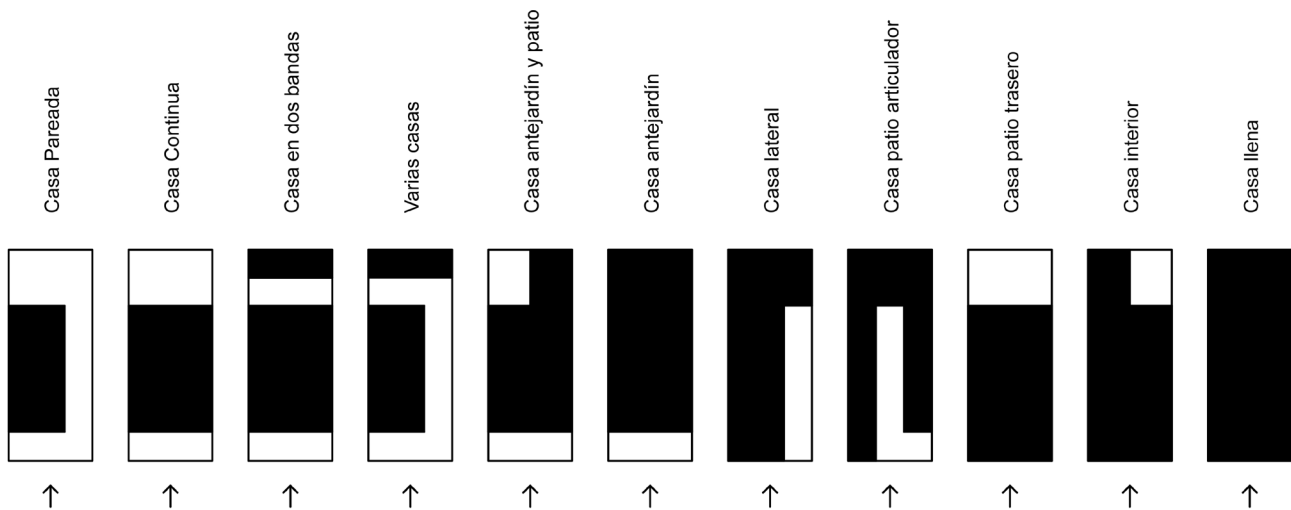 Casa Pareada
Casa Continua
Casa en dos bandas
Varias casas
Casa antejardín y patio
Casa antejardín
Casa lateral
Casa patio articulador
Casa patio trasero
Casa interior
Casa llena